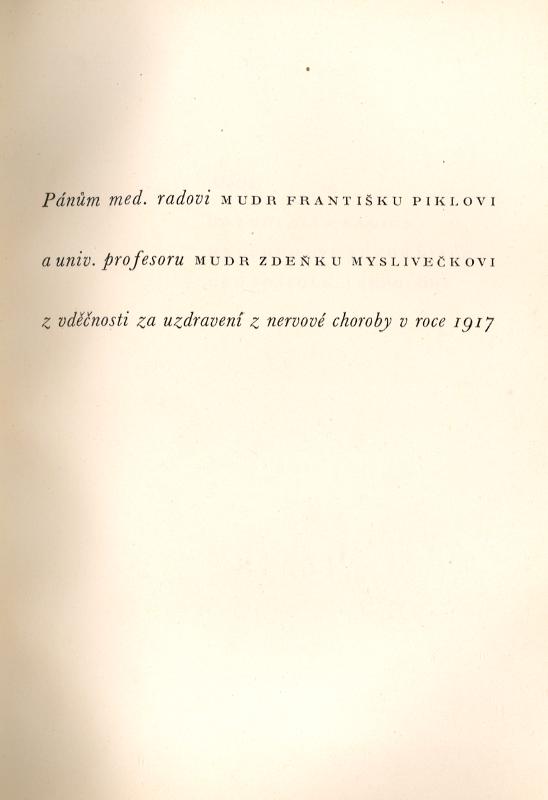 Pánům med. radovi MUDR FRANTIŠKU PIKLOVI
a univ. profesoru MUDR ZDEŇKU MYSLIVEČKOVI
z vděčnosti za uzdravení z nervové choroby v roce 1917